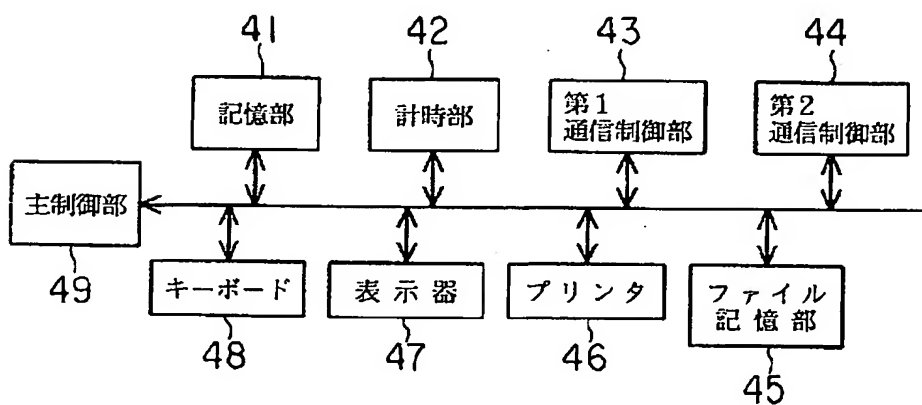 41
42
43
44
記憶部
計時部
第1
通信制御部
第2
通信制御部
主制御部
49
キーボード
表示器
プリンタ
ファイル
記憶部
48
47
46
45